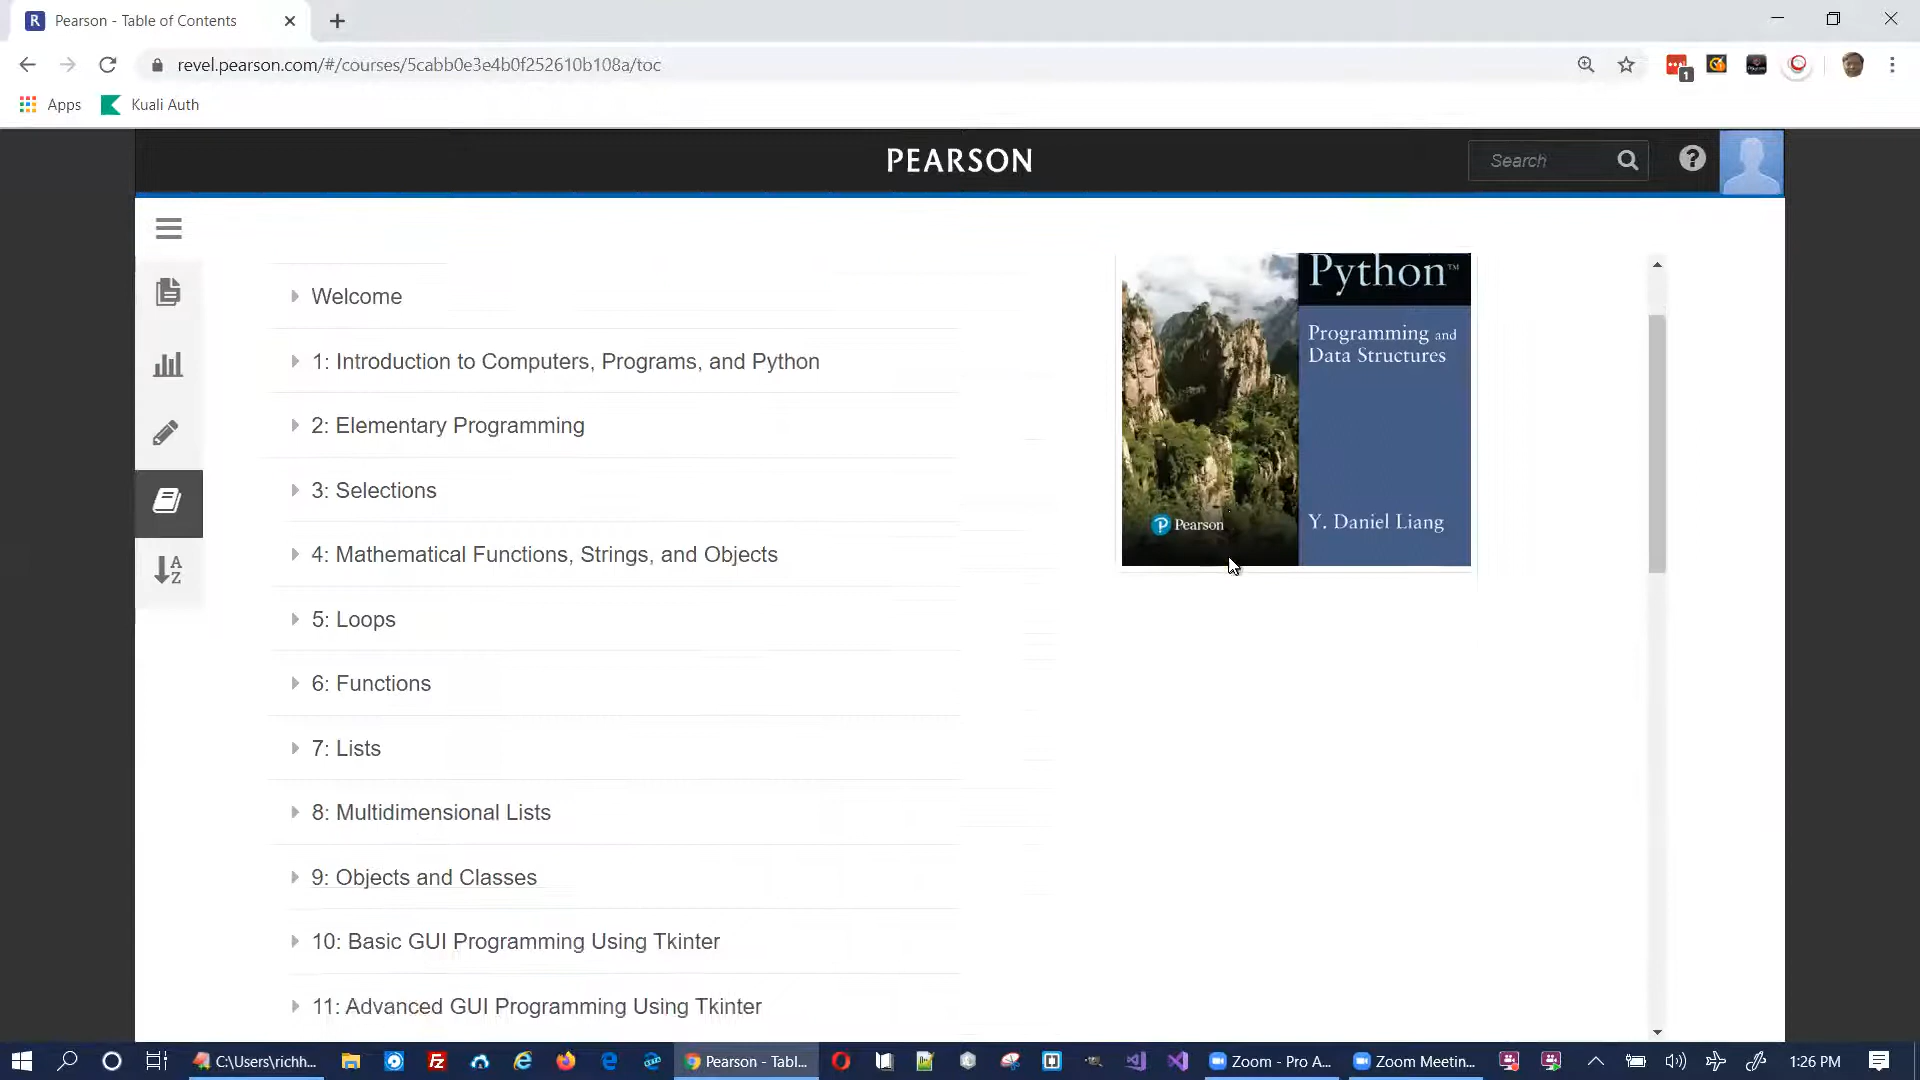 R Pearson - Table of Contents
revel.pearson.com/#/courses/5cabb0e3e4b0f252610b108a/toc
1
Apps
Kuali Auth
PEARSON
Search
?
Welcome
1: Introduction to Computers, Programs, and Python
2: Elementary Programming
3: Selections
4: Mathematical Functions, Strings, and Objects
5: Loops
6: Functions
7: Lists
8: Multidimensional Lists
9: Objects and Classes
10: Basic GUI Programming Using Tkinter
11: Advanced GUI Programming Using Tkinter
A
Z
Python™
Programming and
Data Structures
P Pearson
Y. Daniel Liang
C:\Users\richh...
Fz
Pearson - Tabl...
Zoom - Pro A...
Zoom Meetin...
1:26 PM